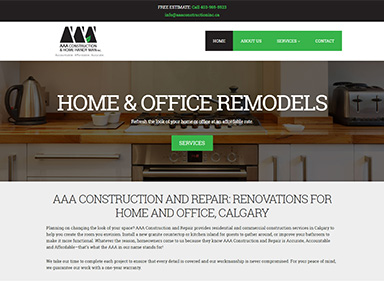 FREE ESTIMATE: Call 403-969-9923
info@aaaconstructioninc.ca
AAA CONSTRUCTION
& HOME HANDY MAN INC.
Accountable Affordable Accurate
HOME
ABOUT US
SERVICES
CONTACT
HOME & OFFICE REMODELS
Refresh the look of your home or office at an affordable rate.
SERVICES
AAA CONSTRUCTION AND REPAIR: RENOVATIONS FOR
HOME AND OFFICE, CALGARY
Planning on changing the look of your space? AAA Construction and Repair provides residential and commercial construction services in Calgary to
help you create the room you envision. Install a new granite countertop or kitchen island for guests to gather around, or improve your bathroom to
make it more functional. Whatever the reason, homeowners come to us because they know AAA Construction and Repair is Accurate, Accountable
and Affordable—that's what the AAA in our name stands for!
We take our time to complete each project to ensure that every detail is covered and our workmanship is never compromised. For your peace of mind,
we guarantee our work with a one-year warranty.